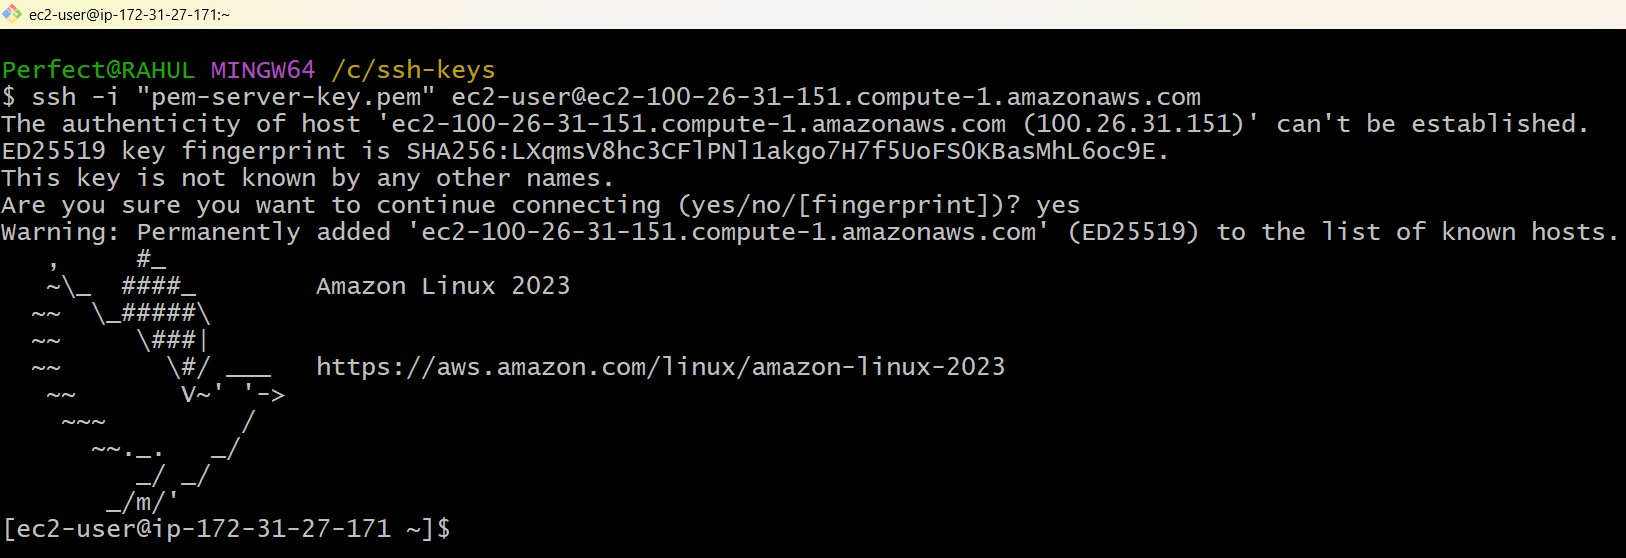 ec2-user@ip-172-31-27-171:~
Perfect@RAHUL MINGW64 /c/ssh-keys
$ ssh -i "pem-server-key.pem" ec2-user@ec2-100-26-31-151.compute-1.amazonaws.com
The authenticity of host 'ec2-100-26-31-151.compute-1.amazonaws.com (100.26.31.151)' can't be established.
ED25519 key fingerprint is SHA256:LXqmsV8hc3CFlPNl1akgo7H7f5UoFS0KBasMhL6oc9E.
This key is not known by any other names.
Are you sure you want to continue connecting (yes/no/[fingerprint])? yes
Warning: Permanently added 'ec2-100-26-31-151.compute-1.amazonaws.com' (ED25519) to the list of known hosts.
   ,     #_
   ~\_  ####_        Amazon Linux 2023
  ~~  \_#####\
  ~~     \###|
  ~~       \#/ ___   https://aws.amazon.com/linux/amazon-linux-2023
   ~~       V~' '->
    ~~~         /
      ~~._.   _/
         _/ _/
       _/m/'
[ec2-user@ip-172-31-27-171 ~]$